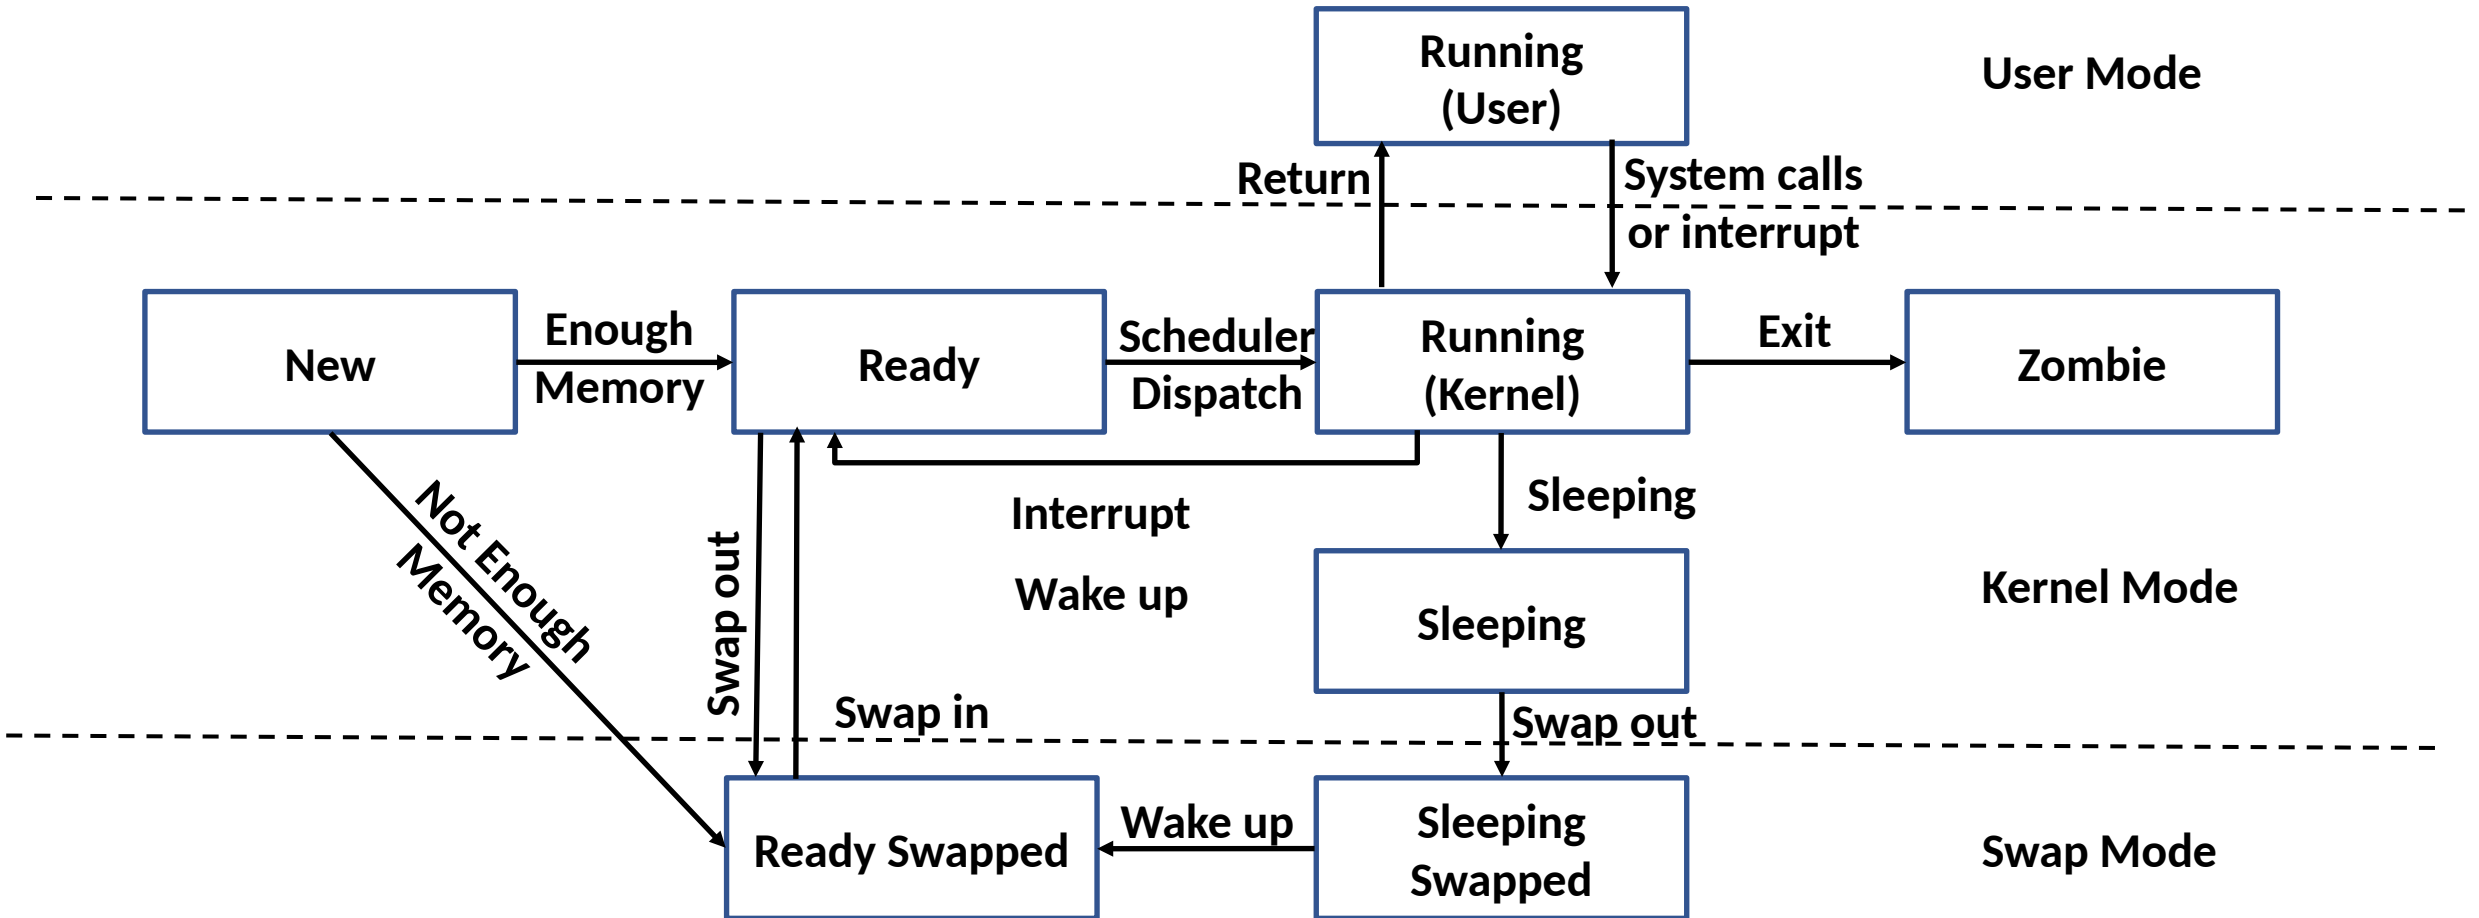 Running
(User)
User Mode
Return
System calls
or interrupt
New
Enough
Memory
Ready
Scheduler
Dispatch
Running
(Kernel)
Exit
Zombie
Not Enough
Memory
Swap out
Interrupt
Wake up
Sleeping
Sleeping
Kernel Mode
Swap in
Swap out
Ready Swapped
Wake up
Sleeping
Swapped
Swap Mode